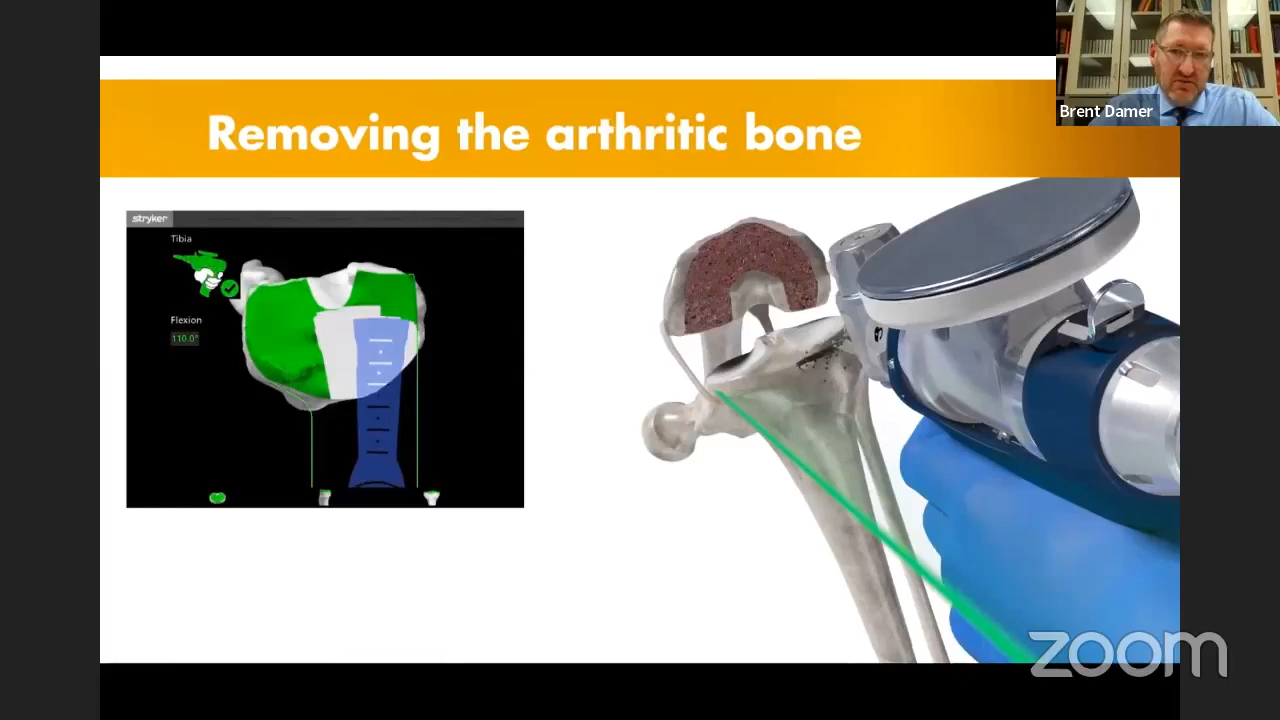 Brent Damer
Removing the arthritic bone
stryker
Tibia
Flexion
110.0°
zoom